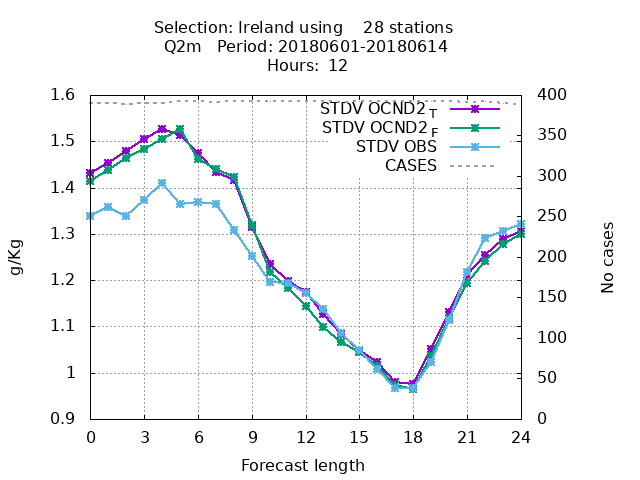 Selection: Ireland using    28 stations
Q2m   Period: 20180601-20180614
Hours: 12
1.6
1.5
1.4
1.3
1.2
1.1
1
0.9
g/Kg
STDV OCND2 T
STDV OCND2 F
STDV OBS
CASES
400
350
300
250
200
150
100
50
0
No cases
0 3 6 9 12 15 18 21 24
Forecast length